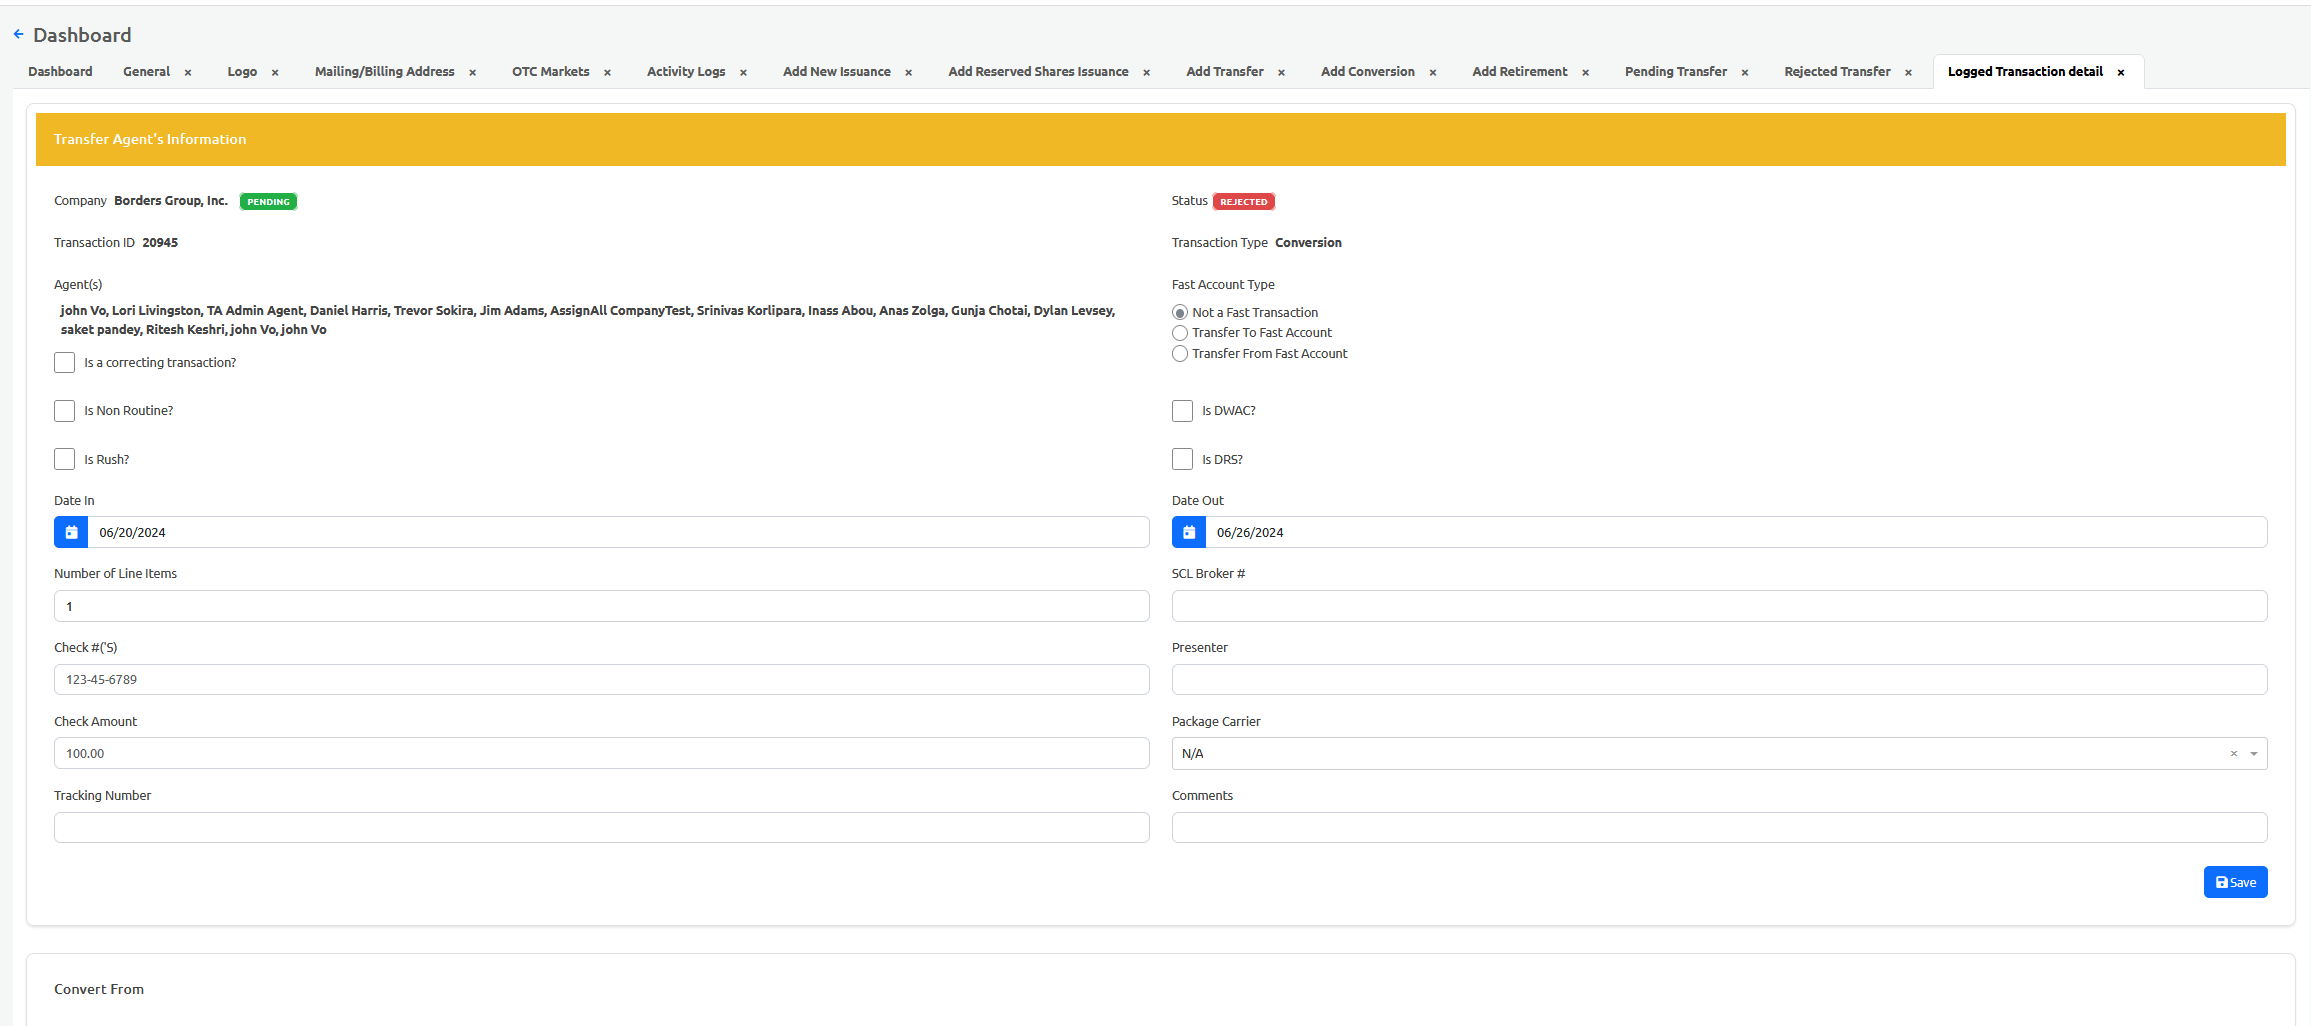 Dashboard
Dashboard General × Logo × Mailing/Billing Address × OTC Markets × Activity Logs × Add New Issuance × Add Reserved Shares Issuance × Add Transfer × Add Conversion × Add Retirement × Pending Transfer × Rejected Transfer × Logged Transaction detail ×
Transfer Agent's Information
Company Borders Group, Inc. PENDING
Status REJECTED
Transaction ID 20945
Transaction Type Conversion
Agent(s)
john Vo, Lori Livingston, TA Admin Agent, Daniel Harris, Trevor Sokira, Jim Adams, AssignAll CompanyTest, Srinivas Korlipara, Inass Abou, Anas Zolga, Gunja Chotai, Dylan Levsey,
saket pandey, Ritesh Keshri, john Vo, john Vo
Fast Account Type
Not a Fast Transaction
Transfer To Fast Account
Transfer From Fast Account
Is a correcting transaction?
Is Non Routine?
Is DWAC?
Is Rush?
Is DRS?
Date In
06/20/2024
Date Out
06/26/2024
Number of Line Items
1
SCL Broker #
Check #('S)
123-45-6789
Presenter
Check Amount
100.00
Package Carrier
N/A ×
Tracking Number
Comments
Save
Convert From